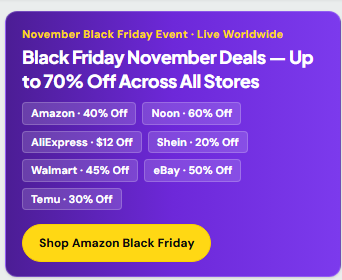 November Black Friday Event · Live Worldwide
Black Friday November Deals — Up
to 70% Off Across All Stores
Amazon · 40% Off
Noon · 60% Off
AliExpress · $12 Off
Shein · 20% Off
Walmart · 45% Off
eBay · 50% Off
Temu · 30% Off
Shop Amazon Black Friday